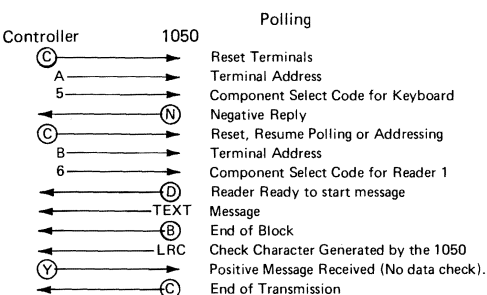 Polling
Controller 1050
Ⓒ Reset Terminals
A Terminal Address
5 Component Select Code for Keyboard
Ⓝ Negative Reply
Ⓒ Reset, Resume Polling or Addressing
B Terminal Address
6 Component Select Code for Reader 1
Ⓓ Reader Ready to start message
TEXT Message
Ⓑ End of Block
LRC Check Character Generated by the 1050
Ⓨ Positive Message Received (No data check).
Ⓒ End of Transmission